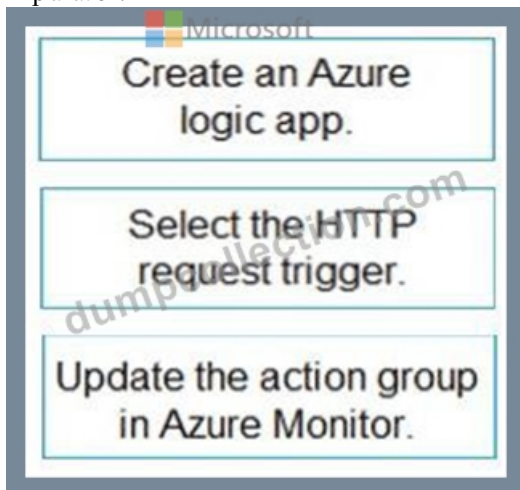 Microsoft
Create an Azure
logic app.
Select the HTTP
request trigger.
dumpcollection.com
Update the action group
in Azure Monitor.